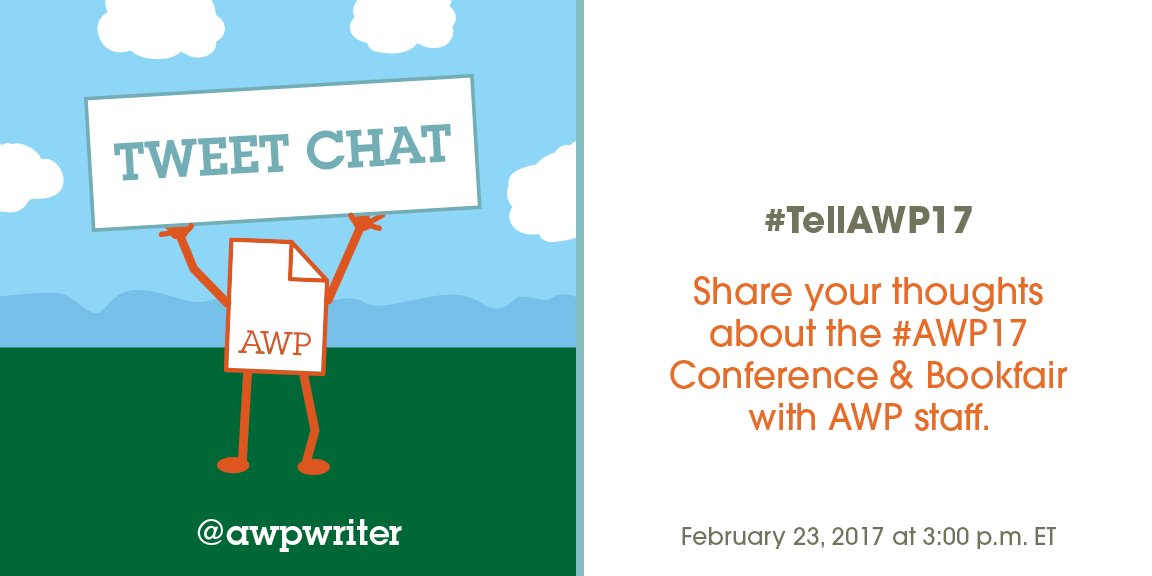 TWEET CHAT
AWP
@awpwriter
#TellAWP17
Share your thoughts
about the #AWP17
Conference & Bookfair
with AWP staff.
February 23, 2017 at 3:00 p.m. ET